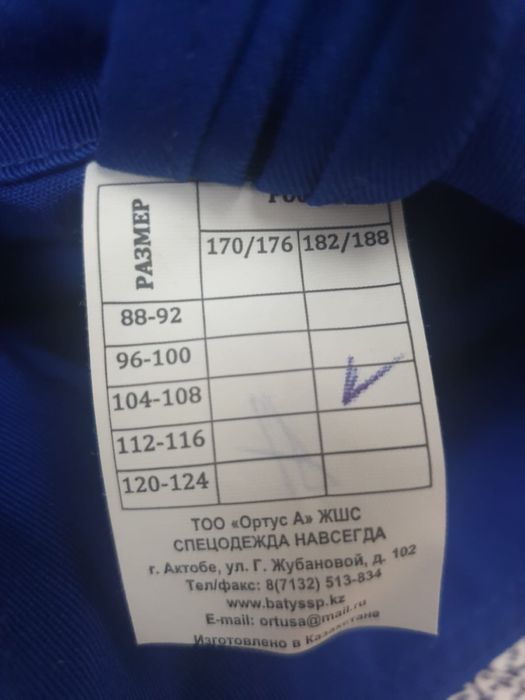 РАЗМЕР
170/176 182/188
88-92
96-100
104-108
112-116
120-124
ТОО «Ортус А» ЖШС
СПЕЦОДЕЖДА НАВСЕГДА
г. Актобе, ул. Г. Жубановой, д. 102
Тел/факс: 8(7132) 513-834
www.batyssp.kz
E-mail: ortusa@mail.ru
Изготовлено в Казахстане